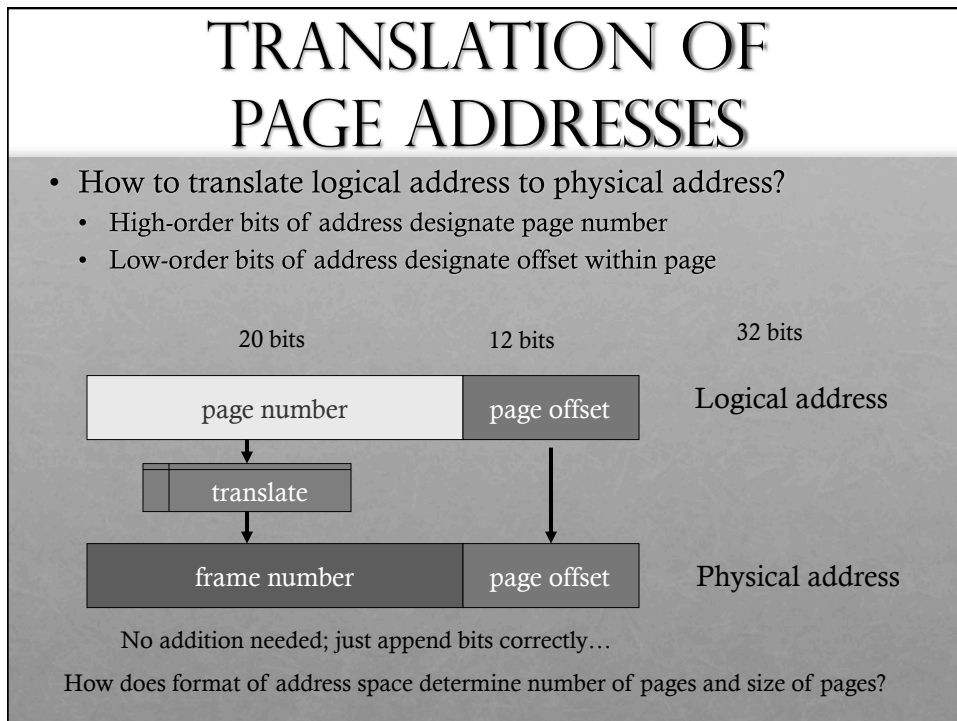 TRANSLATION OF
PAGE ADDRESSES
• How to translate logical address to physical address?
• High-order bits of address designate page number
• Low-order bits of address designate offset within page
20 bits
12 bits
32 bits
page number
page offset
Logical address
translate
frame number
page offset
Physical address
No addition needed; just append bits correctly…
How does format of address space determine number of pages and size of pages?